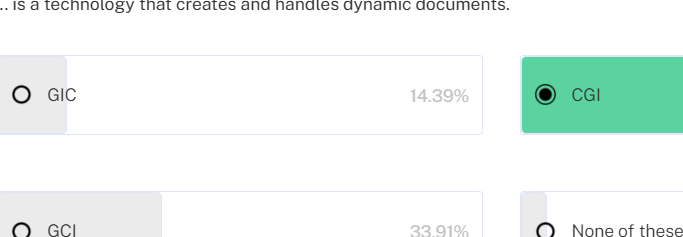 .. is a technology that creates and handles dynamic documents.
GIC 14.39% CGI
GCI 33.91% None of these